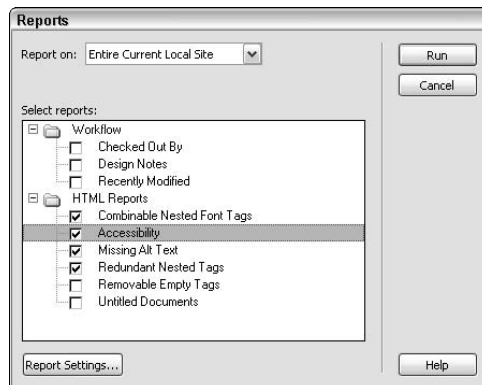 Reports
Report on: Entire Current Local Site
Run
Cancel
Select reports:
Workflow
Checked Out By
Design Notes
Recently Modified
HTML Reports
Combinable Nested Font Tags
Accessibility
Missing Alt Text
Redundant Nested Tags
Removable Empty Tags
Untitled Documents
Report Settings...
Help